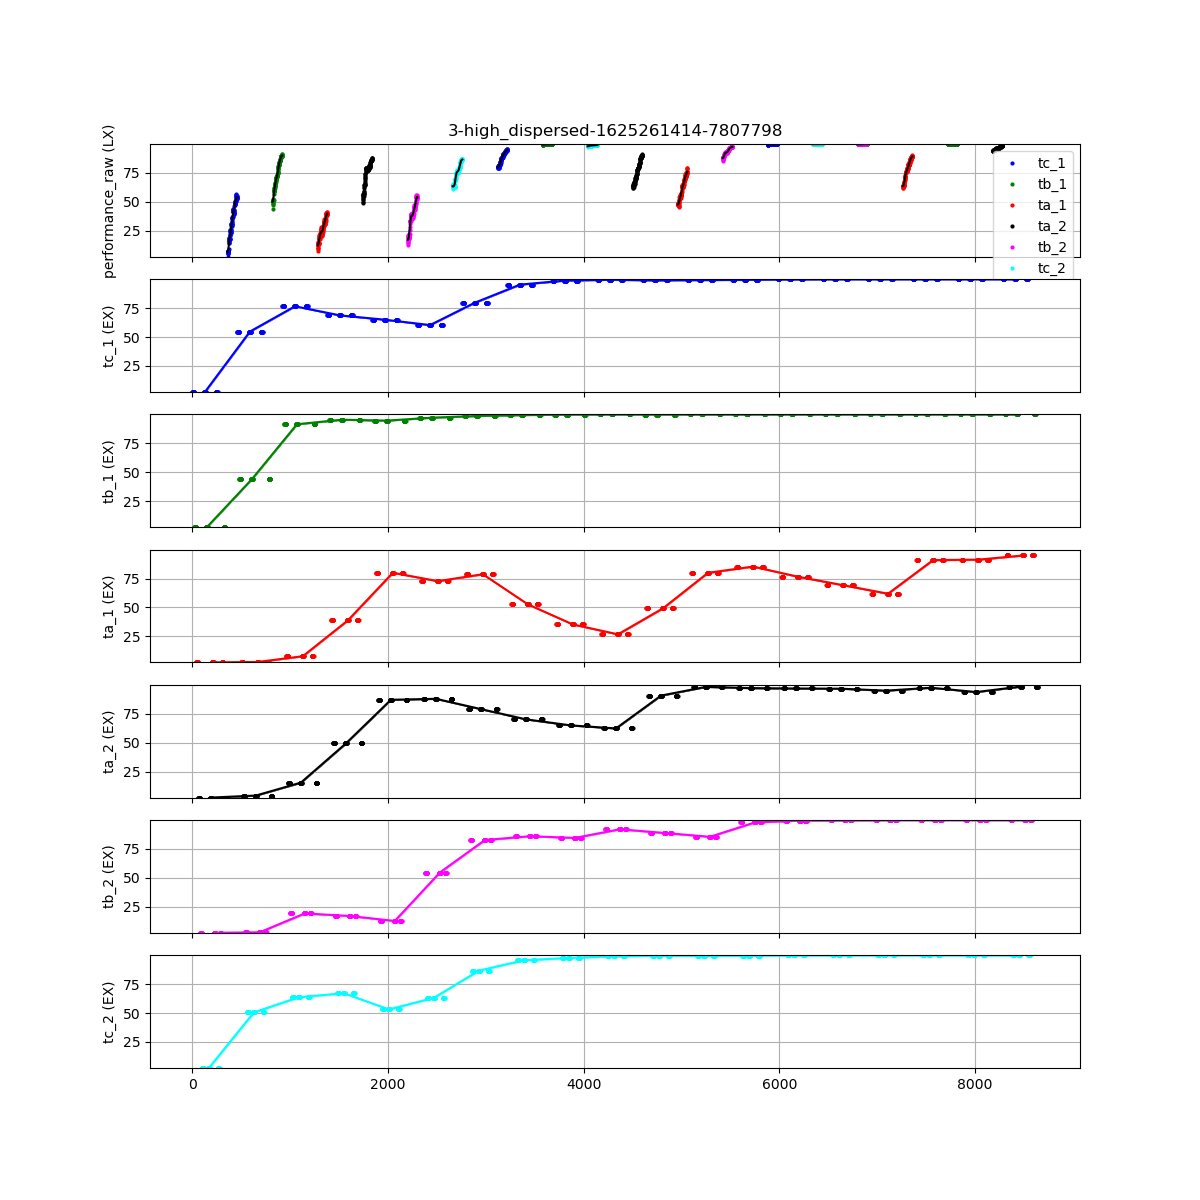 3-high_dispersed-1625261414-7807798
performance_raw (LX)
75
50
25
tc_1
tb_1
ta_1
ta_2
tb_2
tc_2
tc_1 (EX)
75
50
25
tb_1 (EX)
75
50
25
ta_1 (EX)
75
50
25
ta_2 (EX)
75
50
25
tb_2 (EX)
75
50
25
tc_2 (EX)
75
50
25
0 2000 4000 6000 8000